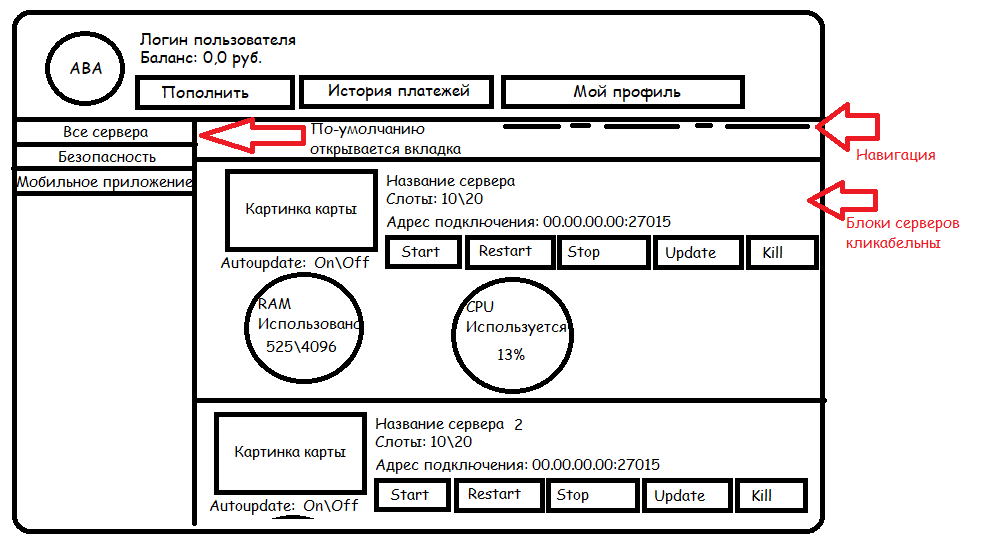 АВА
Логин пользователя
Баланс: 0,0 руб.
Пополнить
История платежей
Мой профиль
Все сервера
Безопасность
Мобильное приложение
По-умолчанию
открывается вкладка
Навигация
Картинка карты
Autoupdate: On\Off
Название сервера
Слоты: 10\20
Адрес подключения: 00.00.00.00:27015
Start
Restart
Stop
Update
Kill
Блоки серверов
кликабельны
RAM
Использовано
525\4096
CPU
Используется
13%
Картинка карты
Autoupdate: On\Off
Название сервера 2
Слоты: 10\20
Адрес подключения: 00.00.00.00:27015
Start
Restart
Stop
Update
Kill